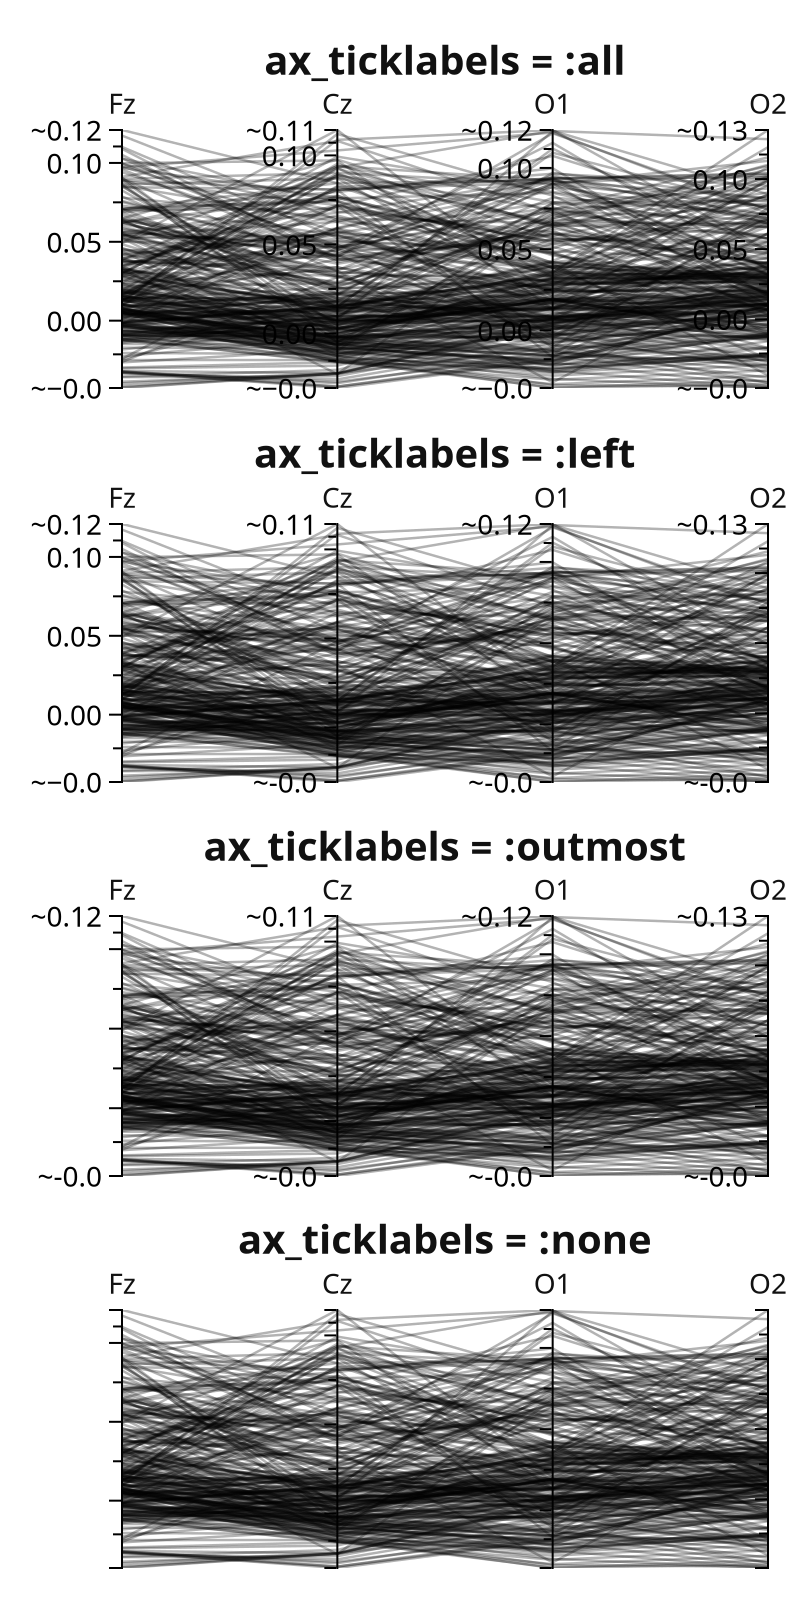 ax_ticklabels = :all
Fz Cz O1 O2
~0.12 ~0.11 ~0.12 ~0.13
0.10 0.10 0.10 0.10
0.05 0.05 0.05 0.05
0.00 0.00 0.00 0.00
~−0.0 ~−0.0 ~−0.0 ~−0.0
ax_ticklabels = :left
Fz Cz O1 O2
~0.12 ~0.11 ~0.12 ~0.13
0.10
0.05
0.00
~−0.0 ~-0.0 ~-0.0 ~-0.0
ax_ticklabels = :outmost
Fz Cz O1 O2
~0.12 ~0.11 ~0.12 ~0.13
~-0.0 ~-0.0 ~-0.0 ~-0.0
ax_ticklabels = :none
Fz Cz O1 O2